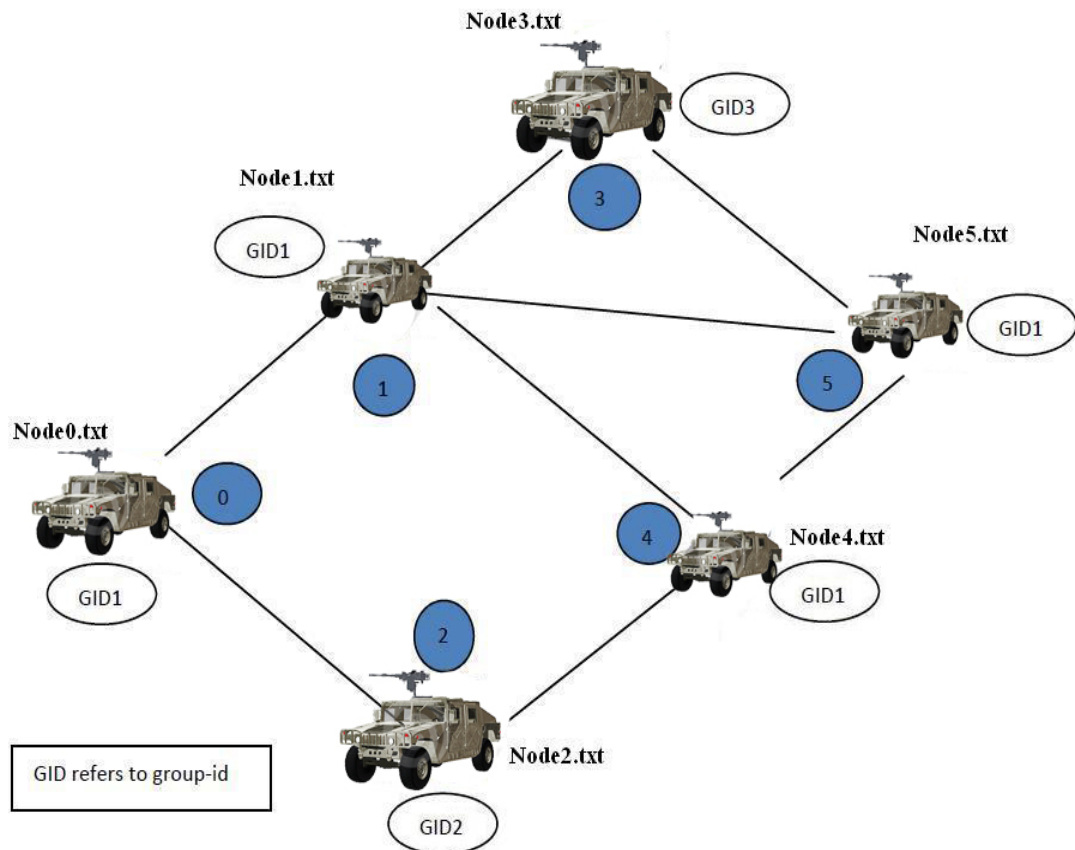 Node3.txt
GID3
3
Node1.txt
GID1
1
Node5.txt
GID1
5
Node0.txt
0
GID1
4
Node4.txt
GID1
2
Node2.txt
GID2
GID refers to group-id